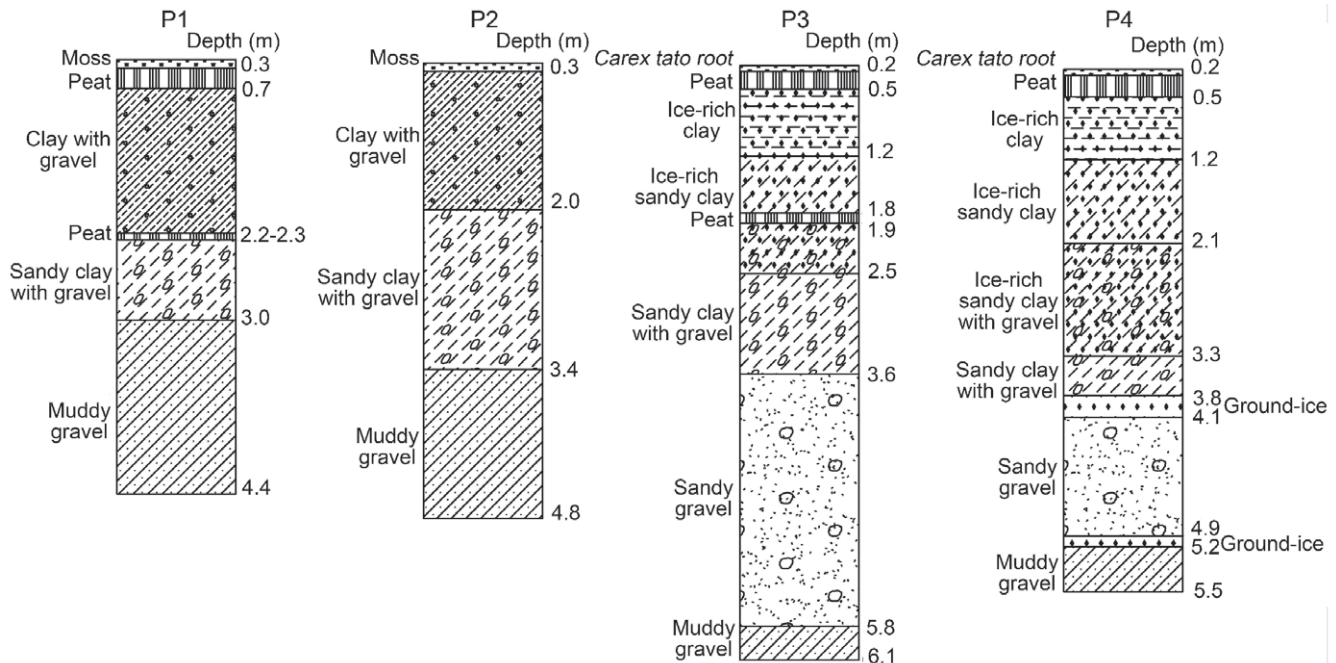 P1
Depth (m)
Moss
0.3
Peat
0.7
Clay with
gravel
Peat
2.2-2.3
Sandy clay
with gravel
3.0
Muddy
gravel
4.4
P2
Depth (m)
Moss
0.3
Clay with
gravel
2.0
Sandy clay
with gravel
3.4
Muddy
gravel
4.8
P3
Depth (m)
Carex tato root
0.2
Peat
0.5
Ice-rich
clay
1.2
Ice-rich
sandy clay
1.8
Peat
1.9
2.5
Sandy clay
with gravel
3.6
Sandy
gravel
5.8
Muddy
gravel
6.1
P4
Depth (m)
Carex tato root
0.2
Peat
0.5
Ice-rich
clay
1.2
Ice-rich
sandy clay
2.1
Ice-rich
sandy clay
with gravel
3.3
Sandy clay
with gravel
3.8
Ground-ice
4.1
Sandy
gravel
4.9
Ground-ice
5.2
Muddy
gravel
5.5